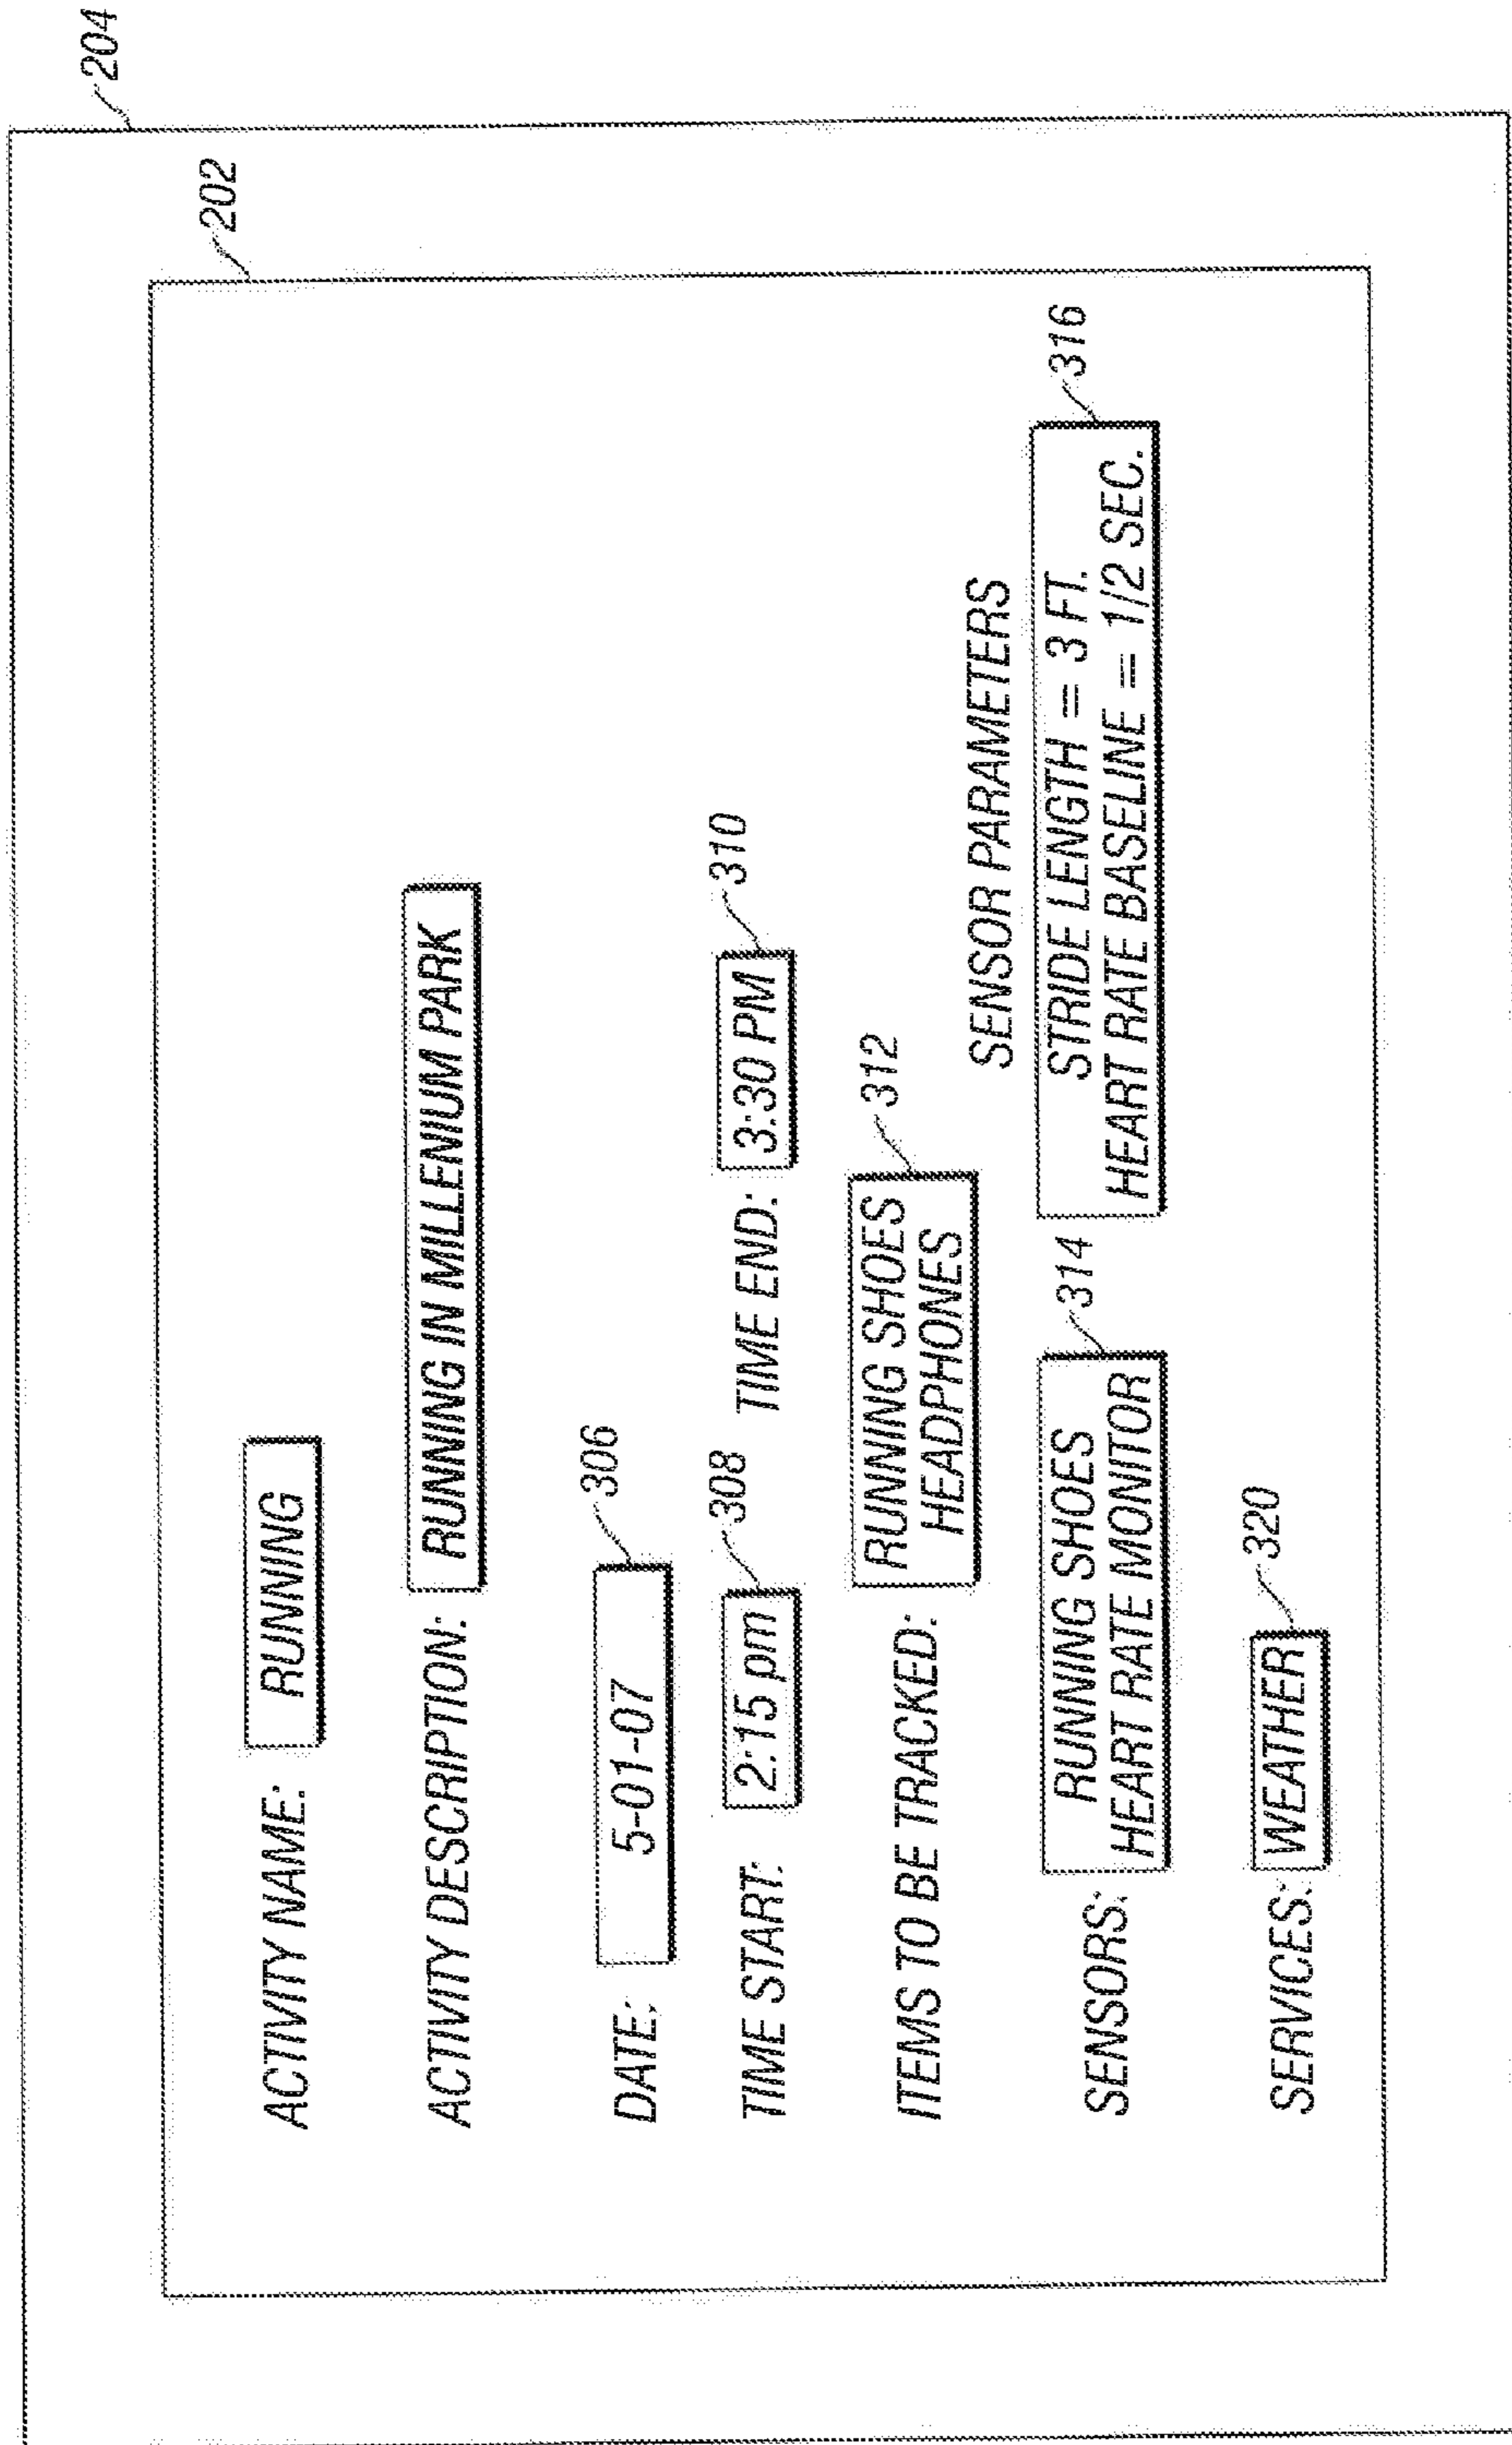 204
202
ACTIVITY NAME: RUNNING
ACTIVITY DESCRIPTION: RUNNING IN MILLENIUM PARK
DATE: 5-01-07 306
TIME START: 2:15 pm 308 TIME END: 3:30 PM 310
ITEMS TO BE TRACKED: RUNNING SHOES 312
HEADPHONES
SENSOR PARAMETERS
SENSORS: RUNNING SHOES 314 STRIDE LENGTH = 3 FT. 316
HEART RATE MONITOR HEART RATE BASELINE = 1/2 SEC.
SERVICES: WEATHER 320